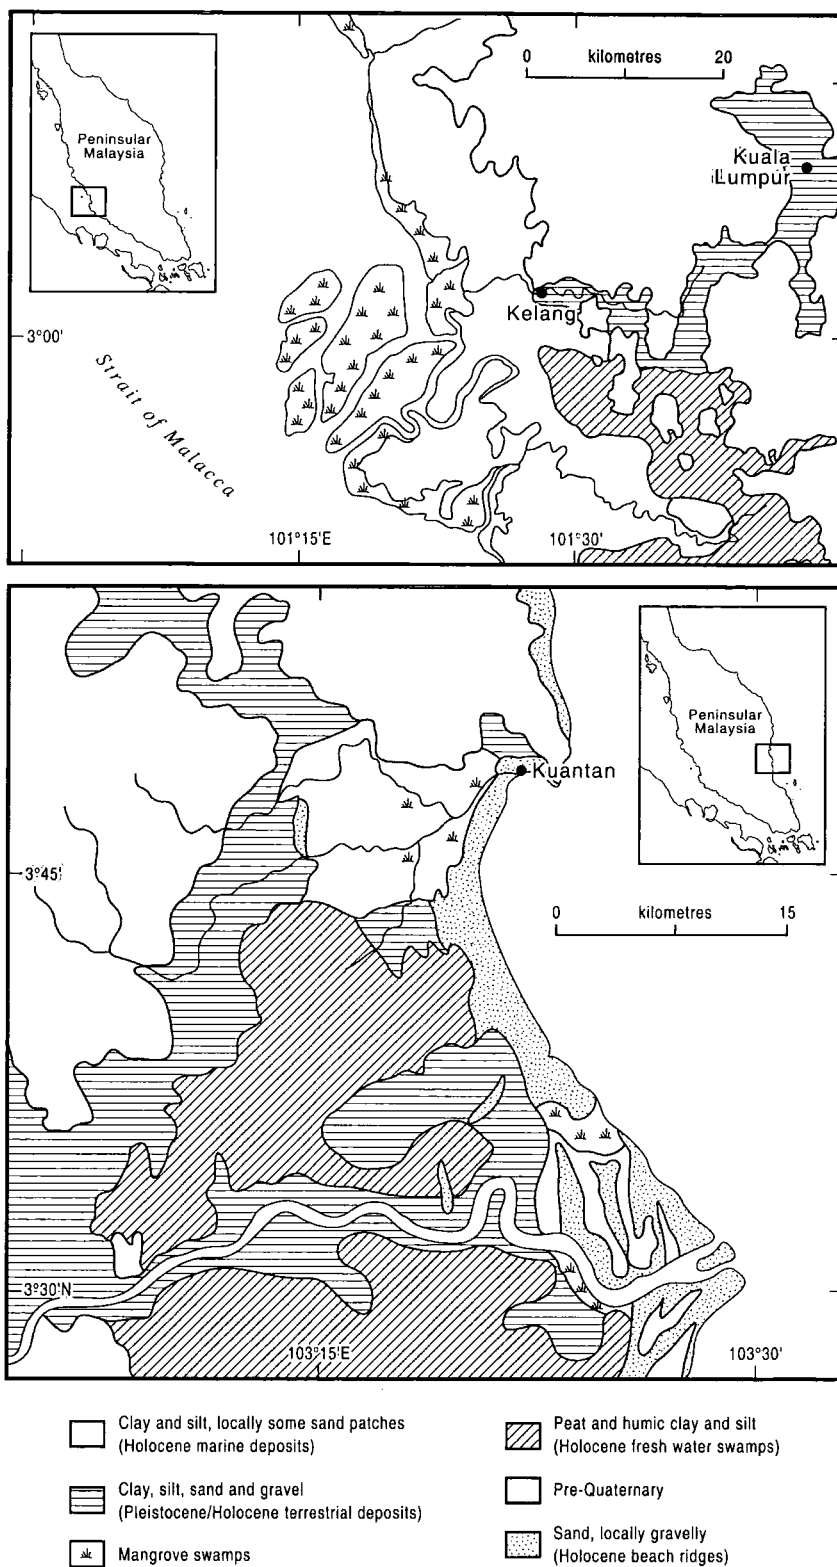 Peninsular
Malaysia
0 kilometres 20
Kuala
Lumpur
Kelang
3°00'
Strait of Malacca
101°15'E
101°30'
Kuantan
Peninsular
Malaysia
3°45'
0 kilometres 15
3°30'N
103°15'E
103°30'
Clay and silt, locally some sand patches
(Holocene marine deposits)
Clay, silt, sand and gravel
(Pleistocene/Holocene terrestrial deposits)
Mangrove swamps
Peat and humic clay and silt
(Holocene fresh water swamps)
Pre-Quaternary
Sand, locally gravelly
(Holocene beach ridges)